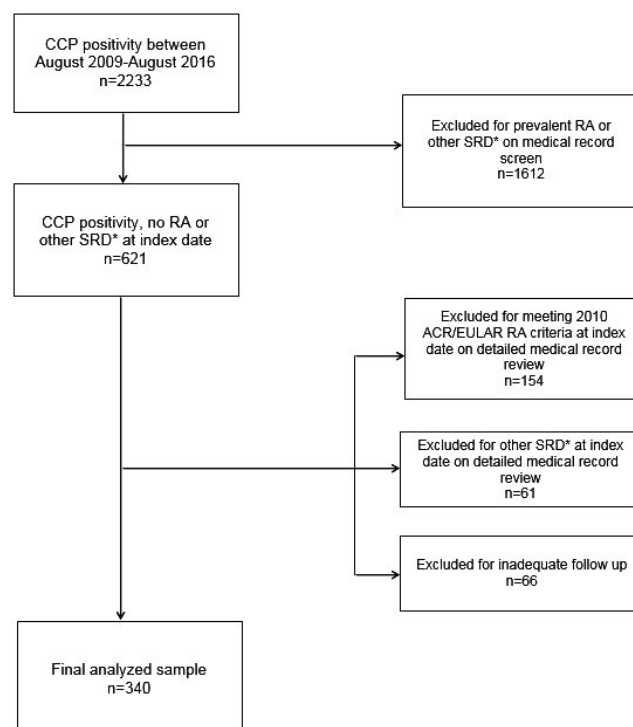 CCP positivity between
August 2009-August 2016
n=2233
Excluded for prevalent RA or
other SRD* on medical record
screen
n=1612
CCP positivity, no RA or
other SRD* at index date
n=621
Excluded for meeting 2010
ACR/EULAR RA criteria at index
date on detailed medical record
review
n=154
Excluded for other SRD* at index
date on detailed medical record
review
n=61
Excluded for inadequate follow up
n=66
Final analyzed sample
n=340